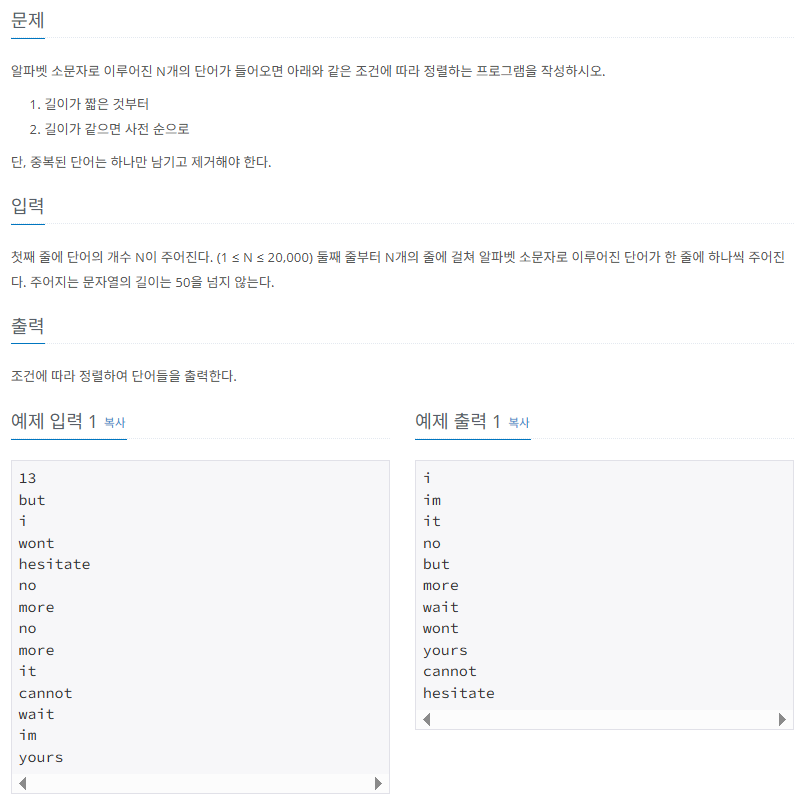 문제
알파벳 소문자로 이루어진 N개의 단어가 들어오면 아래와 같은 조건에 따라 정렬하는 프로그램을 작성하시오.
1. 길이가 짧은 것부터
2. 길이가 같으면 사전 순으로
단, 중복된 단어는 하나만 남기고 제거해야 한다.
입력
첫째 줄에 단어의 개수 N이 주어진다. (1 ≤ N ≤ 20,000) 둘째 줄부터 N개의 줄에 걸쳐 알파벳 소문자로 이루어진 단어가 한 줄에 하나씩 주어진
다. 주어지는 문자열의 길이는 50을 넘지 않는다.
출력
조건에 따라 정렬하여 단어들을 출력한다.
예제 입력 1 복사
13
but
i
wont
hesitate
no
more
no
more
it
cannot
wait
im
yours
예제 출력 1 복사
i
im
it
no
but
more
wait
wont
yours
cannot
hesitate